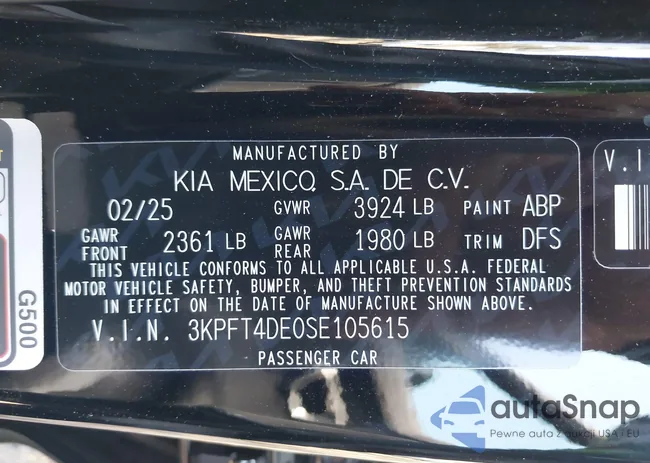 MANUFACTURED BY
KIA MEXICO, S.A. DE C.V.
02/25 GVWR 3924 LB PAINT ABP
GAWR FRONT 2361 LB GAWR REAR 1980 LB TRIM DFS
THIS VEHICLE CONFORMS TO ALL APPLICABLE U.S.A. FEDERAL
MOTOR VEHICLE SAFETY, BUMPER, AND THEFT PREVENTION STANDARDS
IN EFFECT ON THE DATE OF MANUFACTURE SHOWN ABOVE.
V.I.N. 3KPFT4DE0SE105615
PASSENGER CAR
G500
V.I
autoSnap
Pewne auta z aukcji USA i EU